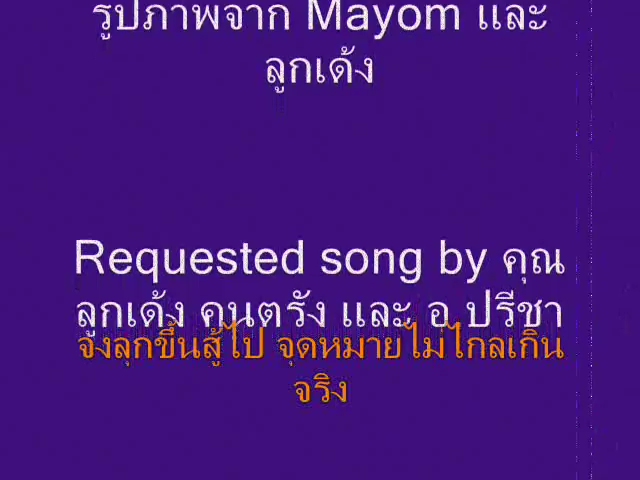 รูปภาพจาก Mayom และ
ลูกเด้ง
Requested song by คุณ
ลูกเด้ง คนตรัง และ อ ปรีชา
จงลุกขึ้นสู้ไป จุดหมายไม่ไกลเกิน
จริง